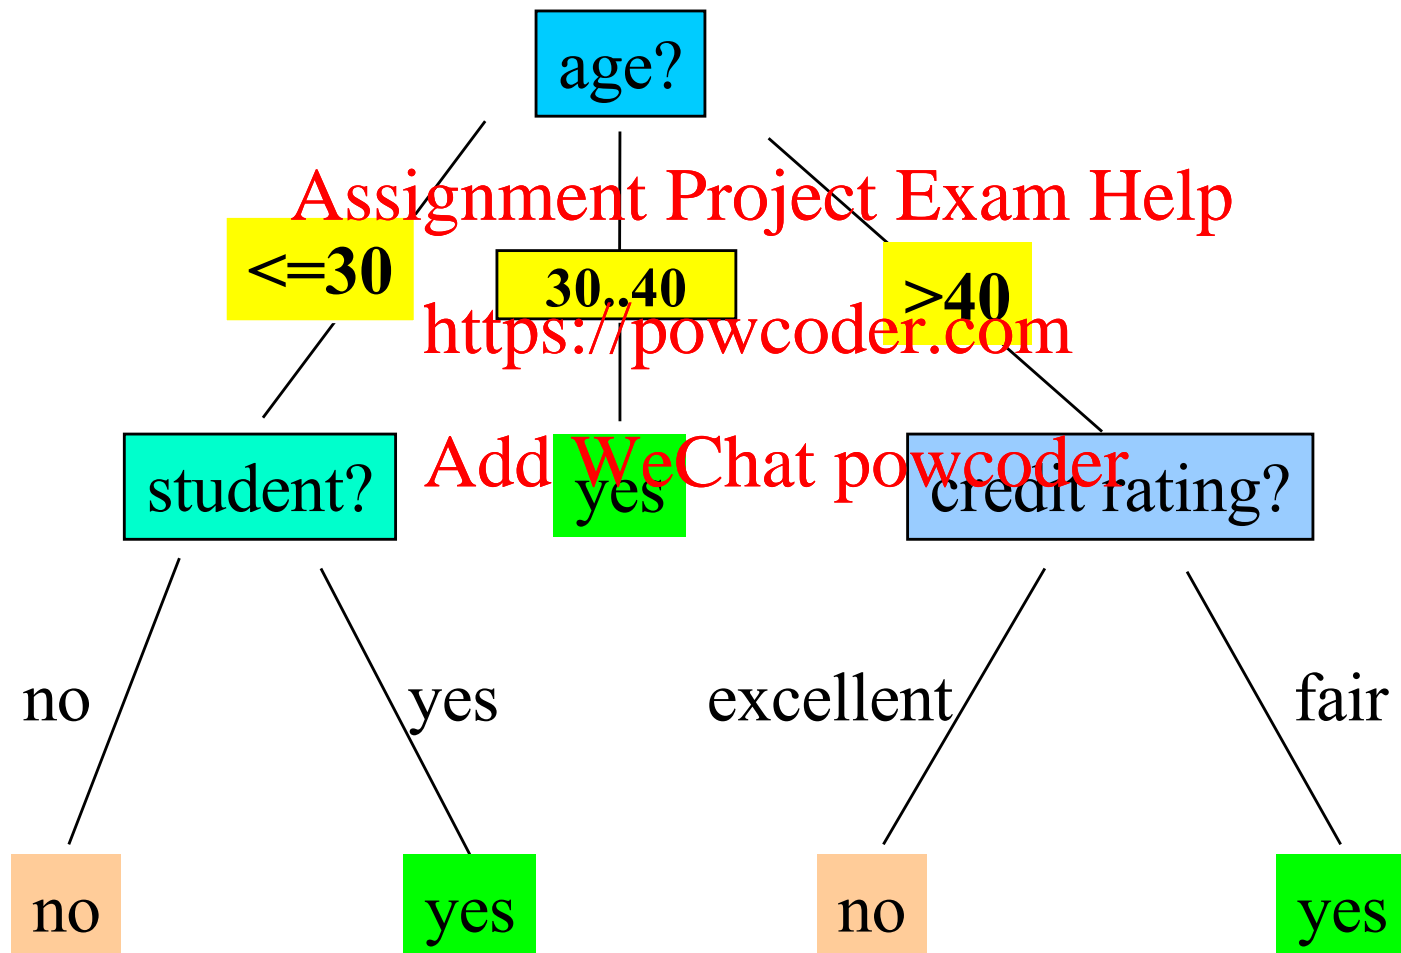 age?
Assignment Project Exam Help
<=30
30..40
>40
https://powcoder.com
Add WeChat powcoder
student?
yes
credit rating?
no
yes
excellent
fair
no
yes
no
yes